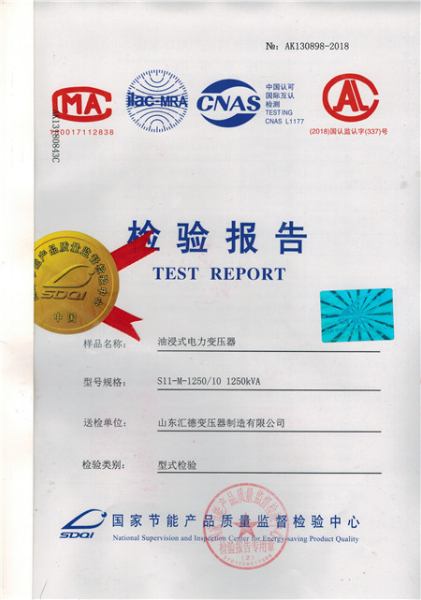 №: AK130898-2018
MA
ilac-MRA
CNAS
中国认可
国际互认
检测
TESTING
CNAS L1177
CAL
(2018)国认监认字(337)号
检验报告
TEST REPORT
SDQI
中国
样品名称: 油浸式电力变压器
型号规格: S11-M-1250/10 1250kVA
送检单位: 山东汇德变压器制造有限公司
检验类别: 型式检验
SDQI
国家节能产品质量监督检验中心
National Supervision and Inspection Center for Energy-saving Product Quality